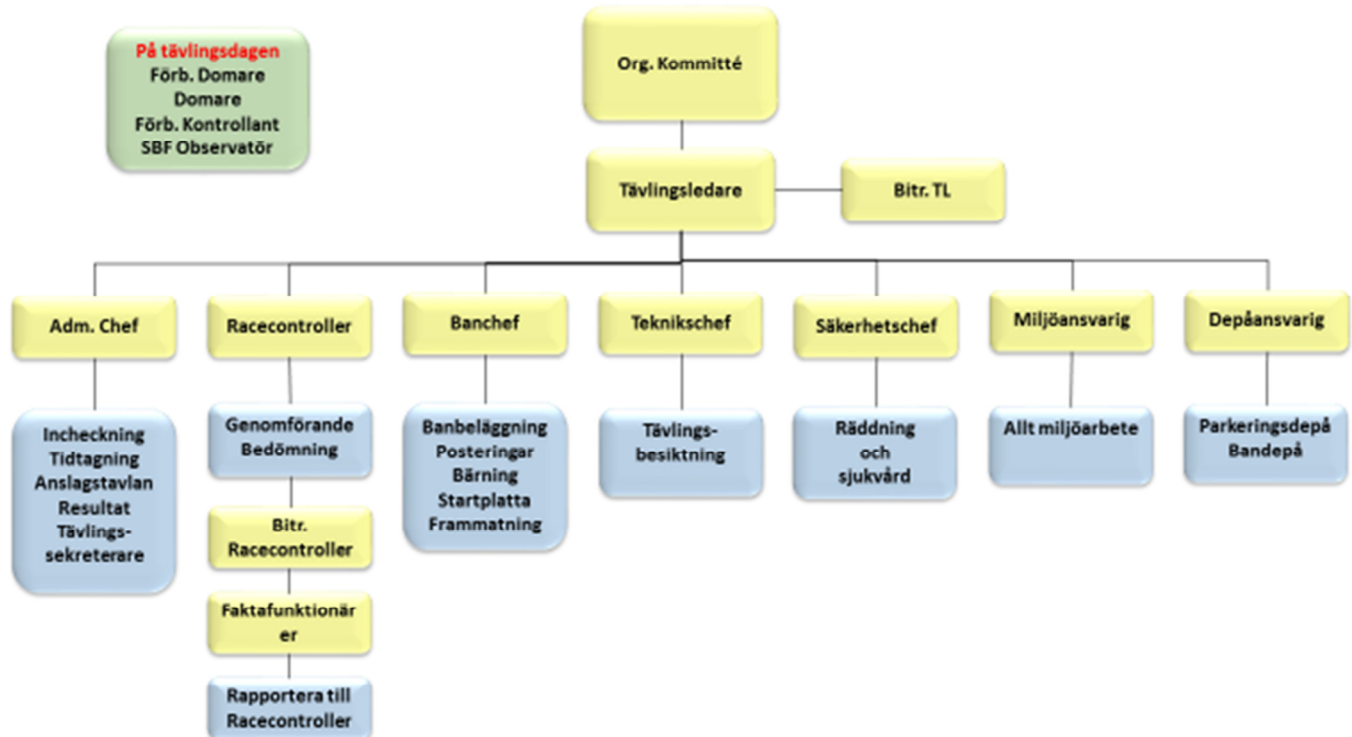 På tävlingsdagen
Förb. Domare
Domare
Förb. Kontrollant
SBF Observatör
Org. Kommitté
Tävlingsledare
Bitr. TL
Adm. Chef
Racecontroller
Banchef
Teknikschef
Säkerhetschef
Miljöansvarig
Depåansvarig
Incheckning
Tidtagning
Anslagstavlan
Resultat
Tävlings-
sekreterare
Genomförande
Bedömning
Bitr.
Racecontroller
Faktafunktionär
er
Rapportera till
Racecontroller
Banbeläggning
Posteringar
Bärning
Startplatta
Frammatning
Tävlings-
besiktning
Räddning
och
sjukvård
Allt miljöarbete
Parkeringsdepå
Bandepå